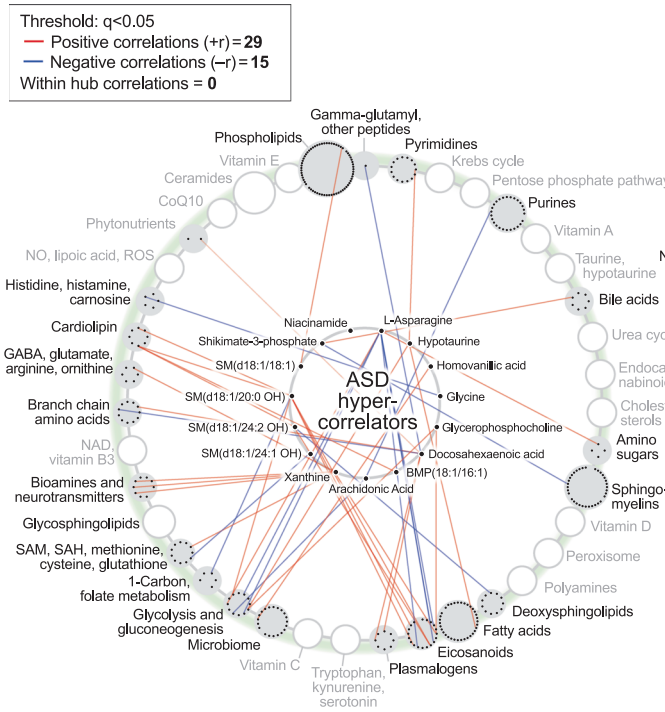 Threshold: q<0.05
Positive correlations (+r) = 29
Negative correlations (–r) = 15
Within hub correlations = 0
Gamma-glutamyl,
other peptides
Phospholipids
Pyrimidines
Vitamin E
Krebs cycle
Ceramides
Pentose phosphate pathway
CoQ10
Purines
Phytonutrients
Vitamin A
NO, lipoic acid, ROS
Taurine,
hypotaurine
N
Histidine, histamine,
carnosine
Bile acids
Cardiolipin
Urea cyc
GABA, glutamate,
arginine, ornithine
Endoca
nabinoi
Branch chain
amino acids
Cholest
sterols
NAD,
vitamin B3
Amino
sugars
Bioamines and
neurotransmitters
Sphingo-
myelins
Glycosphingolipids
Vitamin D
SAM, SAH, methionine,
cysteine, glutathione
Peroxisome
1-Carbon,
folate metabolism
Polyamines
Glycolysis and
gluconeogenesis
Deoxysphingolipids
Microbiome
Fatty acids
Vitamin C
Eicosanoids
Tryptophan,
kynurenine,
serotonin
Plasmalogens
Niacinamide
L-Asparagine
Shikimate-3-phosphate
Hypotaurine
SM(d18:1/18:1)
Homovanillic acid
SM(d18:1/20:0 OH)
Glycine
SM(d18:1/24:2 OH)
Glycerophosphocholine
SM(d18:1/24:1 OH)
Docosahexaenoic acid
Xanthine
BMP(18:1/16:1)
Arachidonic Acid
ASD
hyper-
correlators